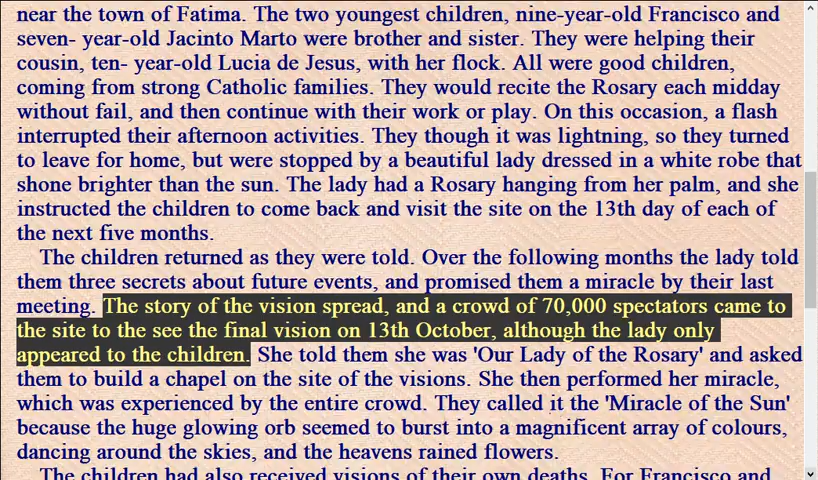 near the town of Fatima. The two youngest children, nine-year-old Francisco and
seven- year-old Jacinto Marto were brother and sister. They were helping their
cousin, ten- year-old Lucia de Jesus, with her flock. All were good children,
coming from strong Catholic families. They would recite the Rosary each midday
without fail, and then continue with their work or play. On this occasion, a flash
interrupted their afternoon activities. They though it was lightning, so they turned
to leave for home, but were stopped by a beautiful lady dressed in a white robe that
shone brighter than the sun. The lady had a Rosary hanging from her palm, and she
instructed the children to come back and visit the site on the 13th day of each of
the next five months.
The children returned as they were told. Over the following months the lady told
them three secrets about future events, and promised them a miracle by their last
meeting. The story of the vision spread, and a crowd of 70,000 spectators came to
the site to the see the final vision on 13th October, although the lady only
appeared to the children. She told them she was 'Our Lady of the Rosary' and asked
them to build a chapel on the site of the visions. She then performed her miracle,
which was experienced by the entire crowd. They called it the 'Miracle of the Sun'
because the huge glowing orb seemed to burst into a magnificent array of colours,
dancing around the skies, and the heavens rained flowers.
The children had also received visions of their own deaths. For Francisco and